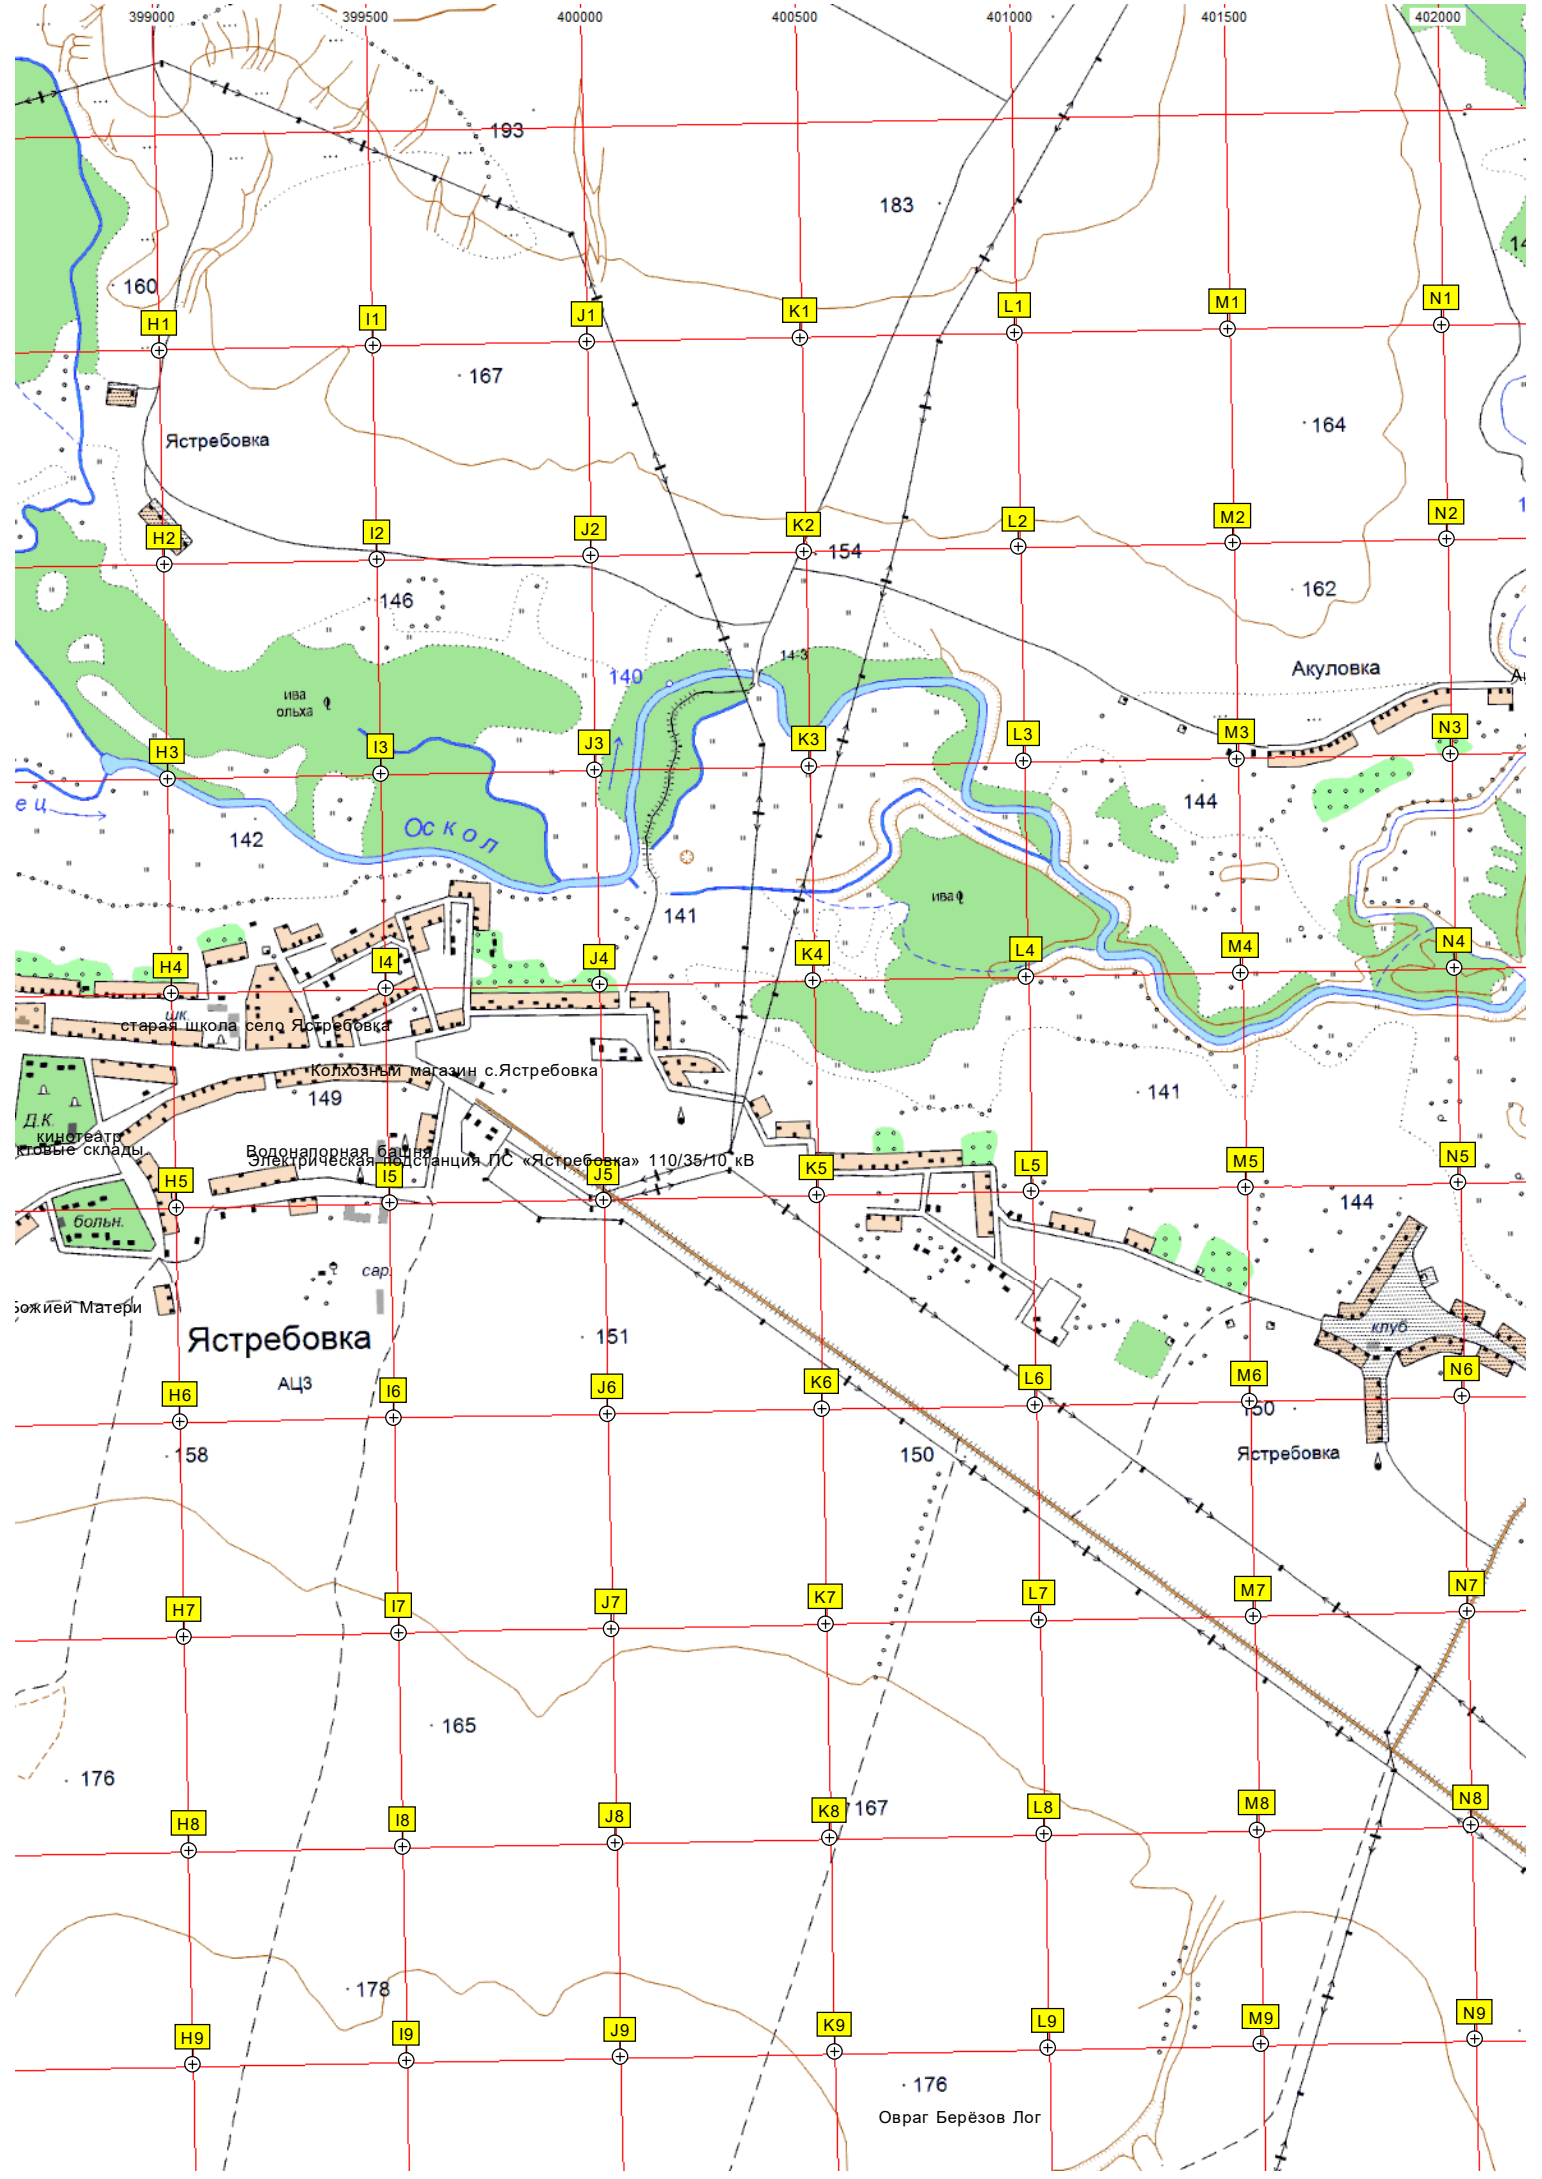 399000 399500 400000 400500 401000 401500 402000
193
183
160
H1 I1 J1 K1 L1 M1 N1
167
164
Ястребовка
H2 I2 J2 K2 L2 M2 N2
154
146
162
140
14-3
Акуловка
ива
ольха
H3 I3 J3 K3 L3 M3 N3
144
е ц
142
Оскол
141
ива
H4 I4 J4 K4 L4 M4 N4
шк.
старая школа село Ястребовка
Колхозный магазин с.Ястребовка
149
141
Д.К.
кинотеатр
ктовые склады
Водонапорная башня
Электрическая подстанция ПС «Ястребовка» 110/35/10 кВ
H5 I5 J5 K5 L5 M5 N5
144
больн.
сар.
Божией Матери
Ястребовка
151
клуб
АЦЗ
H6 I6 J6 K6 L6 M6 N6
150
158
150
Ястребовка
H7 I7 J7 K7 L7 M7 N7
165
176
167
H8 I8 J8 K8 L8 M8 N8
178
H9 I9 J9 K9 L9 M9 N9
176
Овраг Берёзов Лог